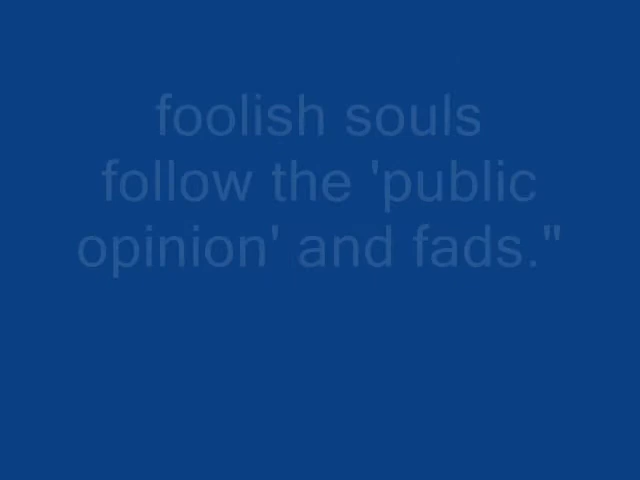 foolish souls
follow the 'public
opinion' and fads."